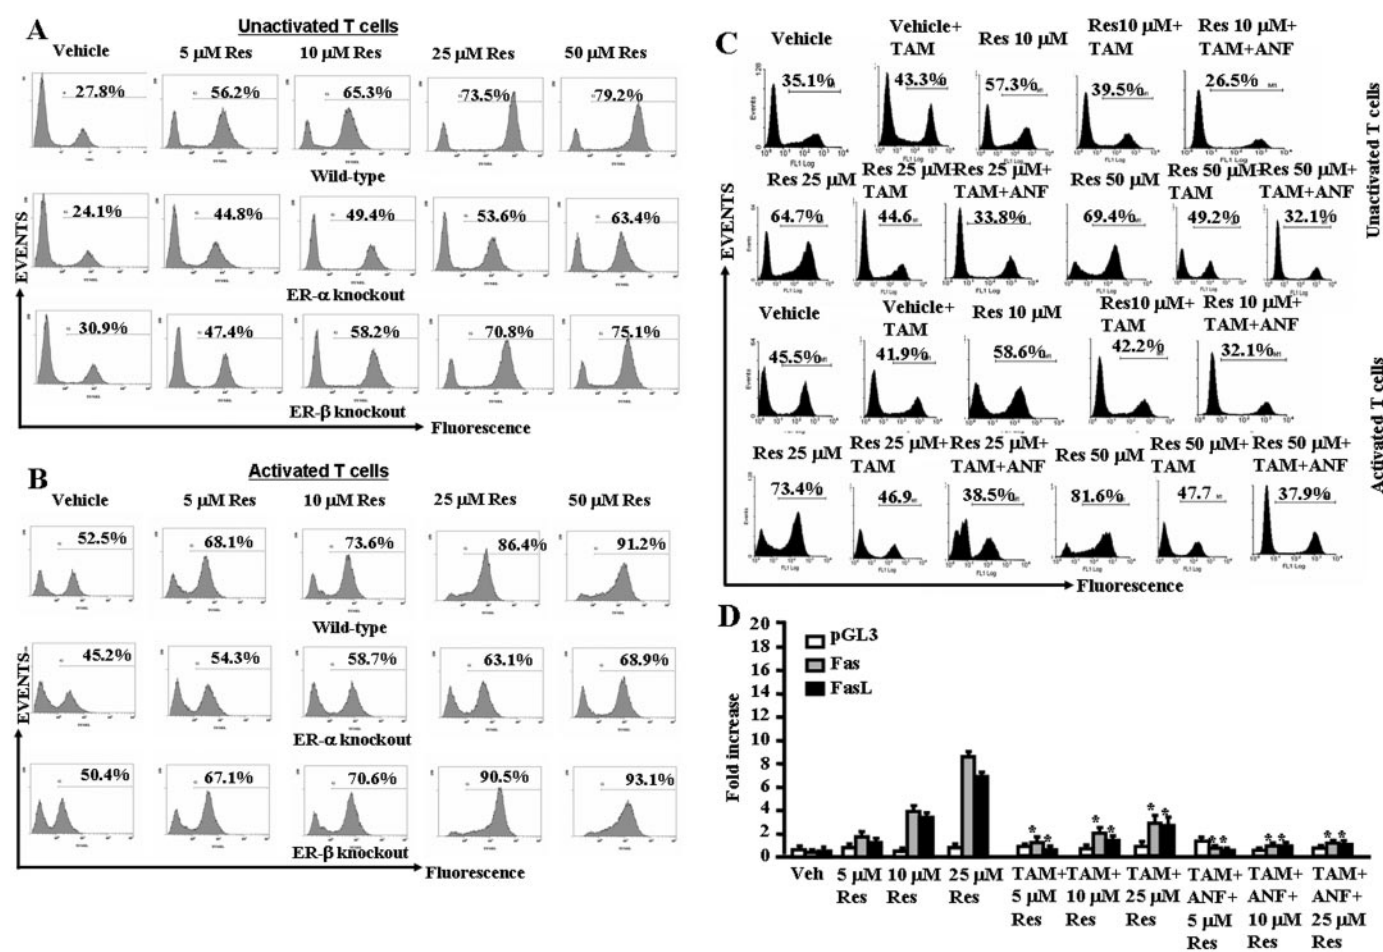 A
Unactivated T cells
Vehicle
5 µM Res
10 µM Res
25 µM Res
50 µM Res
27.8%
56.2%
65.3%
73.5%
79.2%
Wild-type
24.1%
44.8%
49.4%
53.6%
63.4%
ER-α knockout
30.9%
47.4%
58.2%
70.8%
75.1%
ER-β knockout
EVENTS
Fluorescence
B
Activated T cells
Vehicle
5 µM Res
10 µM Res
25 µM Res
50 µM Res
52.5%
68.1%
73.6%
86.4%
91.2%
Wild-type
45.2%
54.3%
58.7%
63.1%
68.9%
ER-α knockout
50.4%
67.1%
70.6%
90.5%
93.1%
ER-β knockout
EVENTS
Fluorescence
C
Vehicle
Vehicle+
TAM
Res 10 µM
Res10 µM+
TAM
Res 10 µM+
TAM+ANF
35.1%
43.3%
57.3%
39.5%
26.5%
Events
FL1 Log
Res 25 µM
Res 25 µM+
TAM
Res 25 µM+
TAM+ANF
Res 50 µM
Res 50 µM+
TAM
Res 50 µM+
TAM+ANF
64.7%
44.6
33.8%
69.4%
49.2%
32.1%
Unactivated T cells
Vehicle
Vehicle+
TAM
Res 10 µM
Res10 µM+
TAM
Res 10 µM+
TAM+ANF
45.5%
41.9%
58.6%
42.2%
32.1%
Res 25 µM
Res 25 µM+
TAM
Res 25 µM+
TAM+ANF
Res 50 µM
Res 50 µM+
TAM
Res 50 µM+
TAM+ANF
73.4%
46.9
38.5%
81.6%
47.7
37.9%
Activated T cells
EVENTS
Fluorescence
D
Fold increase
20
18
16
14
12
10
8
6
4
2
0
pGL3
Fas
FasL
Veh
5 µM
Res
10 µM
Res
25 µM
Res
TAM+
5 µM
Res
TAM+
10 µM
Res
TAM+
25 µM
Res
TAM+
ANF+
5 µM
Res
TAM+
ANF+
10 µM
Res
TAM+
ANF+
25 µM
Res